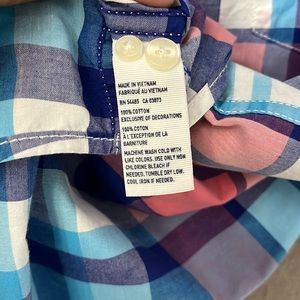 MADE IN VIETNAM
FABRIQUÉ AU VIETNAM
RN 54485 CA 03873
100% COTTON
EXCLUSIVE OF DECORATIONS
100% COTON
À L'EXCEPTION DE LA
GARNITURE
MACHINE WASH COLD WITH
LIKE COLORS. USE ONLY NON
CHLORINE BLEACH IF
NEEDED. TUMBLE DRY LOW.
COOL IRON IF NEEDED.